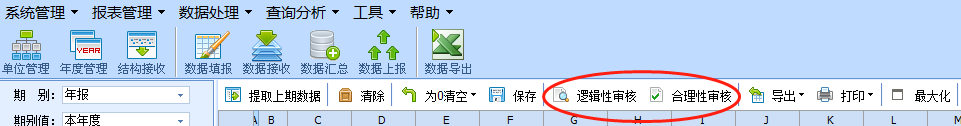 系统管理 报表管理 数据处理 查询分析 工具 帮助
YEAR
单位管理 年度管理 结构接收 数据填报 数据接收 数据汇总 数据上报 数据导出
期 别: 年报 提取上期数据 清除 为0清空 保存 逻辑性审核 合理性审核 导出 打印 最大化
期别值: 本年度 A B C D E F G H I J K L M